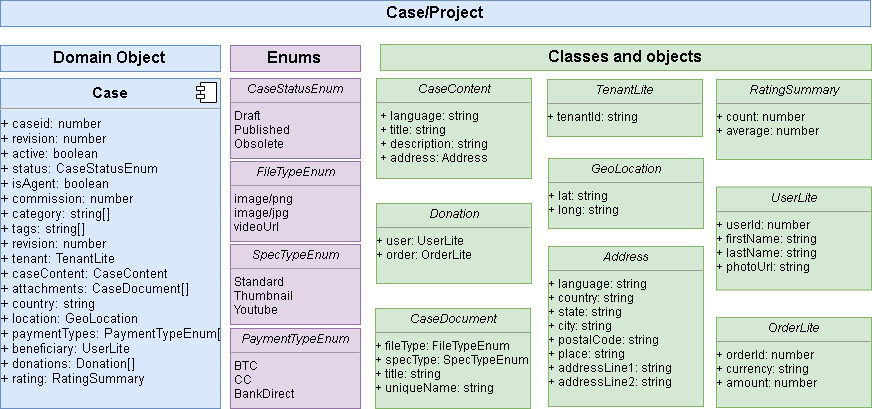 Case/Project
Domain Object
Case
+ caseid: number
+ revision: number
+ active: boolean
+ status: CaseStatusEnum
+ isAgent: boolean
+ commission: number
+ category: string[]
+ tags: string[]
+ revision: number
+ tenant: TenantLite
+ caseContent: CaseContent
+ attachments: CaseDocument[]
+ country: string
+ location: GeoLocation
+ paymentTypes: PaymentTypeEnum[
+ beneficiary: UserLite
+ donations: Donation[]
+ rating: RatingSummary
Enums
CaseStatusEnum
Draft
Published
Obsolete
FileTypeEnum
image/png
image/jpg
videoUrl
SpecTypeEnum
Standard
Thumbnail
Youtube
PaymentTypeEnum
BTC
CC
BankDirect
Classes and objects
CaseContent
+ language: string
+ title: string
+ description: string
+ address: Address
Donation
+ user: UserLite
+ order: OrderLite
CaseDocument
+ fileType: FileTypeEnum
+ specType: SpecTypeEnum
+ title: string
+ uniqueName: string
TenantLite
+ tenantId: string
GeoLocation
+ lat: string
+ long: string
Address
+ language: string
+ country: string
+ state: string
+ city: string
+ postalCode: string
+ place: string
+ addressLine1: string
+ addressLine2: string
RatingSummary
+ count: number
+ average: number
UserLite
+ userId: number
+ firstName: string
+ lastName: string
+ photoUrl: string
OrderLite
+ orderId: number
+ currency: string
+ amount: number